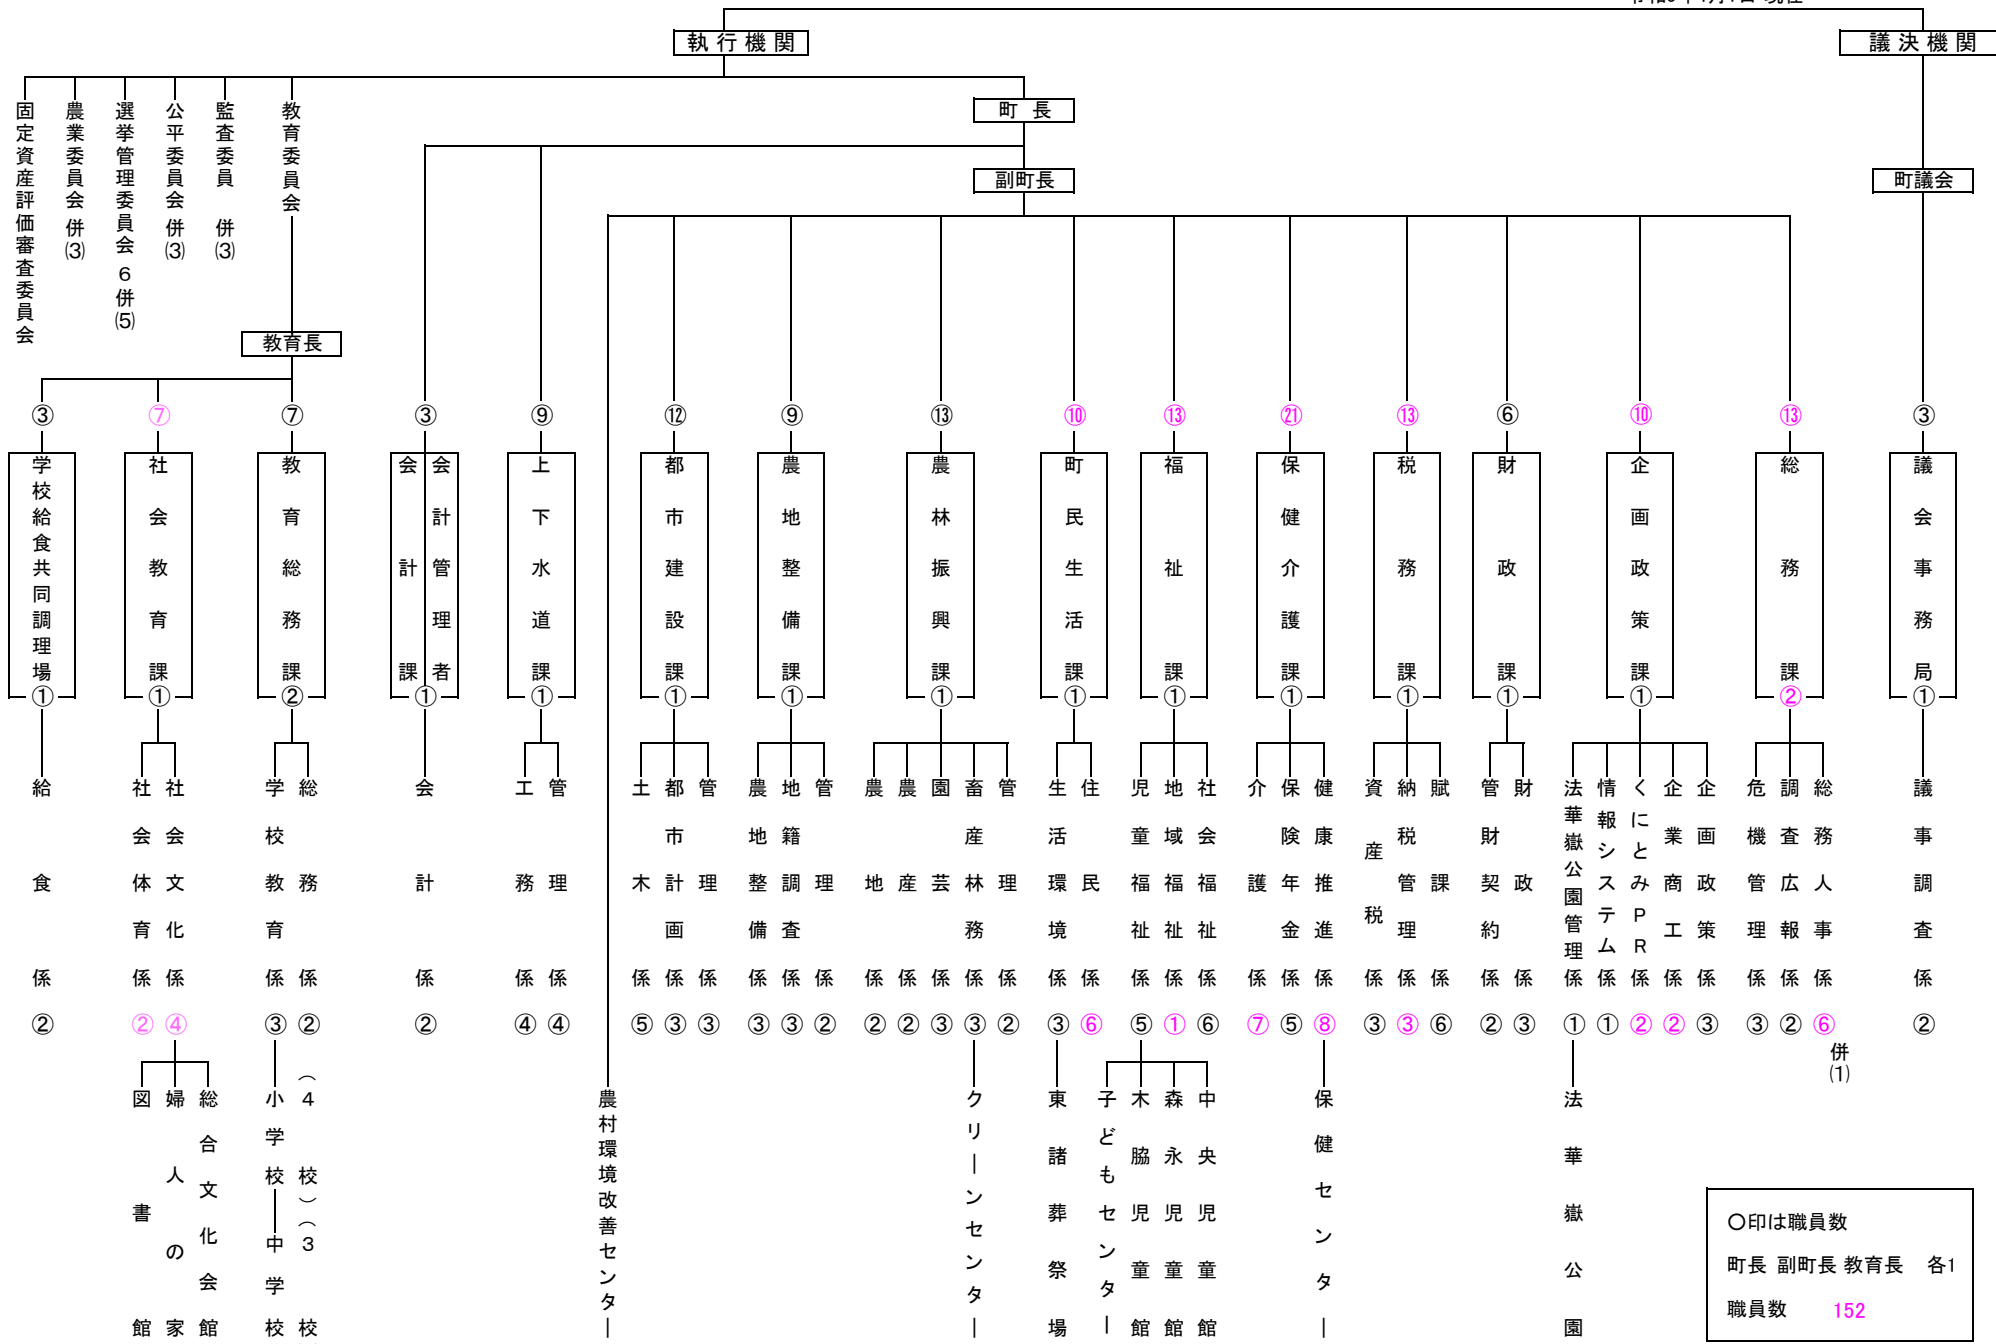 執行機関
議決機関
固定資産評価審査委員会
農業委員会 併(3)
選挙管理委員会 6 併(5)
公平委員会 併(3)
監査委員 併(3)
教育委員会
町長
副町長
町議会
教育長
③ ⑦ ⑦ ③ ⑨ ⑫ ⑨ ⑬ ⑩ ⑬ ㉑ ⑬ ⑥ ⑩ ⑬ ③
学校給食共同調理場 ①
社会教育課 ①
教育総務課 ②
会計課 会計管理者 ①
上下水道課 ①
都市建設課 ①
農地整備課 ①
農林振興課 ①
町民生活課 ①
福祉課 ①
保健介護課 ①
税務課 ①
財政課 ①
企画政策課 ①
総務課 ②
議会事務局 ①
給食係 ②
社会体育係 ②
社会文化係 ④
学校教育係 ③
総務係 ②
会計係 ②
工務係 ④
管理係 ④
土木係 ⑤
都市計画係 ③
管理係 ③
農地整備係 ③
地籍調査係 ③
管理係 ②
農地係 ②
農産係 ②
園芸係 ③
畜産林務係 ③
管理係 ②
生活環境係 ③
住民係 ⑥
児童福祉係 ⑤
地域福祉係 ①
社会福祉係 ⑥
介護係 ⑦
保険年金係 ⑤
健康推進係 ⑧
資産税係 ③
納税管理係 ③
賦課係 ⑥
管財契約係 ②
財政係 ③
法華嶽公園管理係 ①
情報システム係 ①
くにとみPR係 ②
企業商工係 ②
企画政策係 ③
危機管理係 ③
調査広報係 ②
総務人事係 ⑥
併(1)
議事調査係 ②
図書館
婦人の家
総合文化会館
小学校 中学校
(4校)(3校
農村環境改善センター
クリーンセンター
東諸葬祭場
子どもセンター
木脇児童館
森永児童館
中央児童館
保健センター
法華嶽公園
〇印は職員数
町長 副町長 教育長 各1
職員数 152